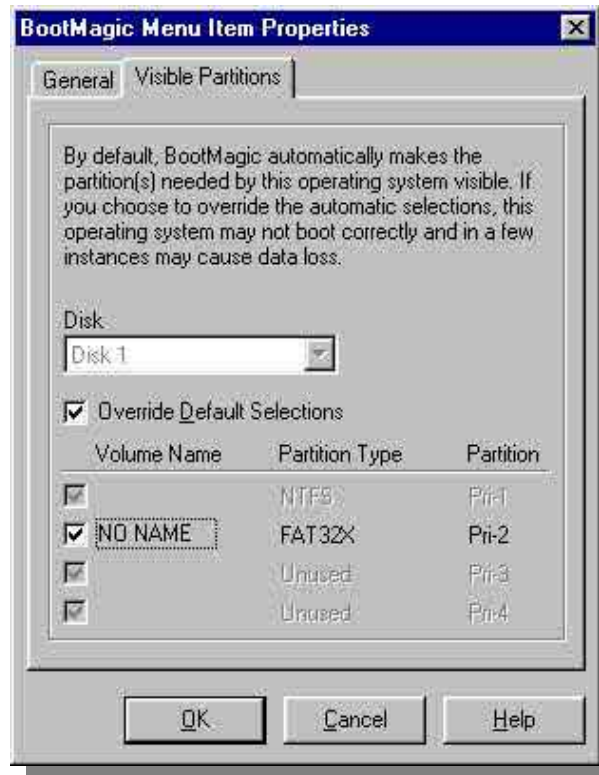 BootMagic Menu Item Properties
General Visible Partitions
By default, BootMagic automatically makes the
partition(s) needed by this operating system visible. If
you choose to override the automatic selections, this
operating system may not boot correctly and in a few
instances may cause data loss.
Disk
Disk 1
Override Default Selections
Volume Name Partition Type Partition
NTFS Pri-1
NO NAME FAT32X Pri-2
Unused Pri-3
Unused Pri-4
OK Cancel Help